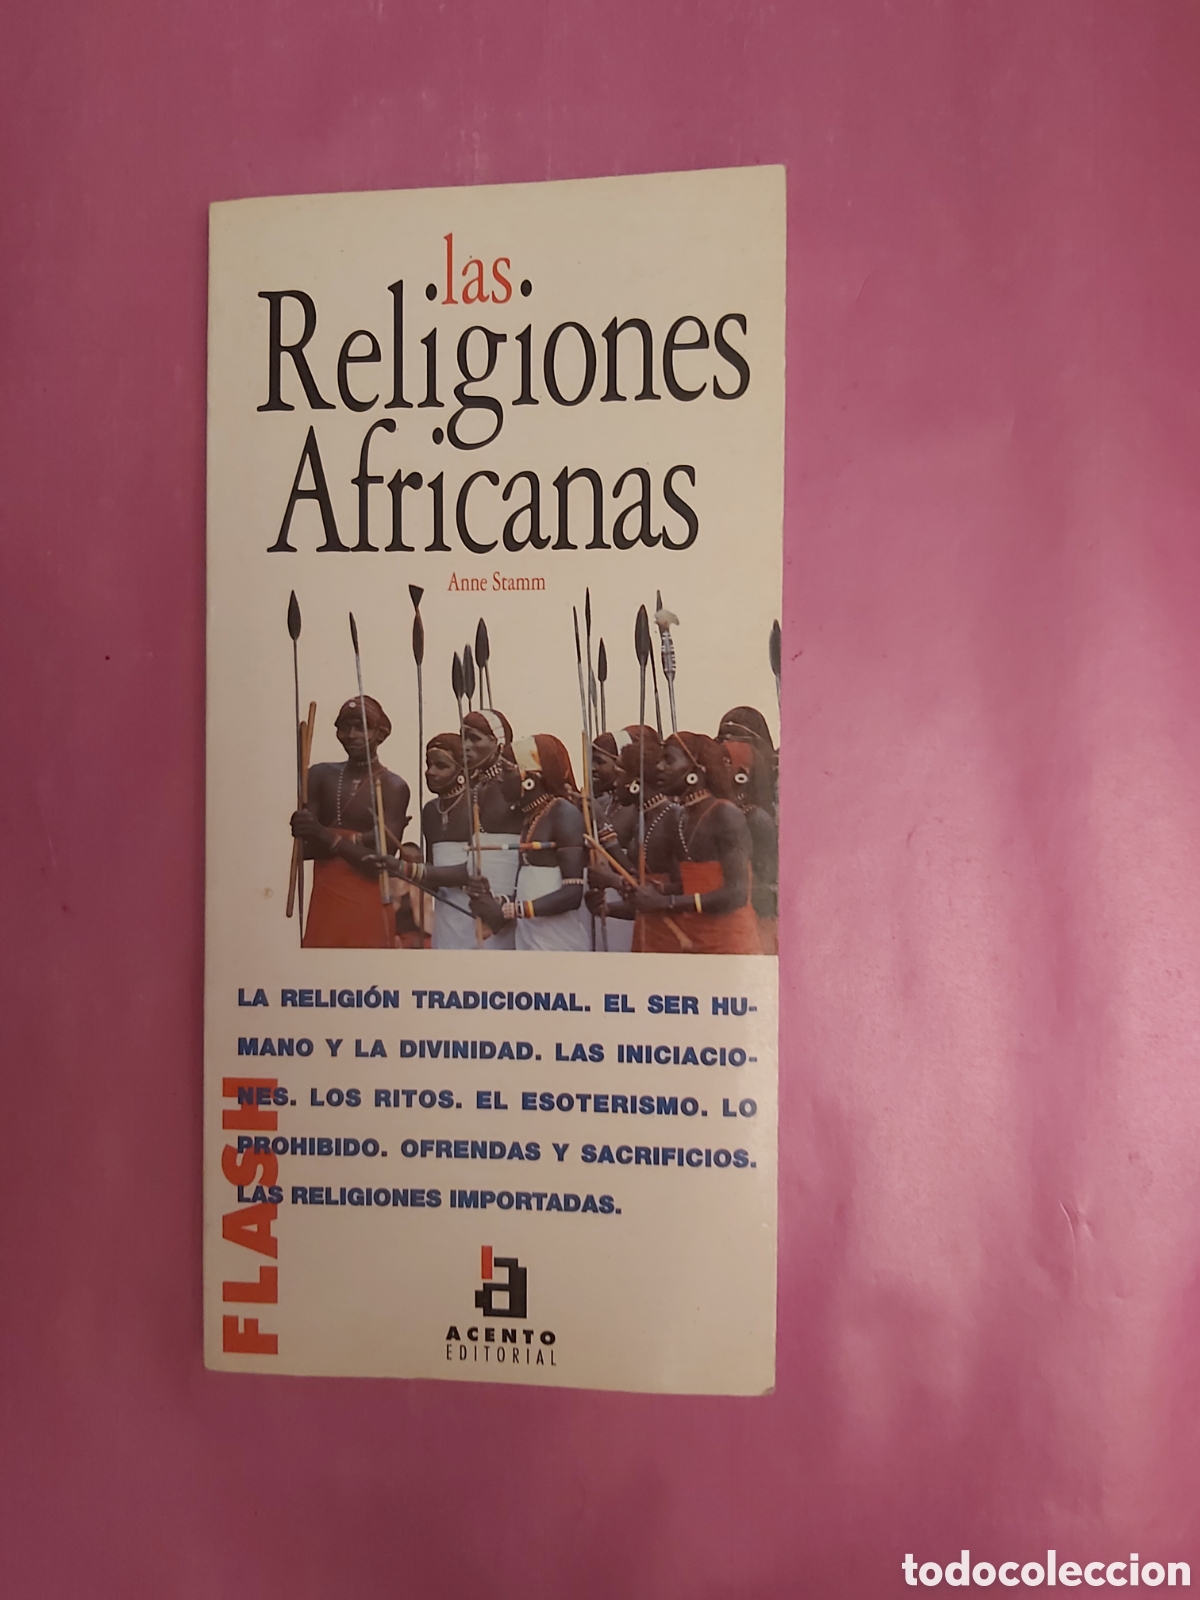 las
Religiones
Africanas
Anne Stamm
LA RELIGIÓN TRADICIONAL. EL SER HU-
MANO Y LA DIVINIDAD. LAS INICIACIO-
NES. LOS RITOS. EL ESOTERISMO. LO
PROHIBIDO. OFRENDAS Y SACRIFICIOS.
LAS RELIGIONES IMPORTADAS.
FLASH
a
ACENTO
EDITORIAL
todocoleccion